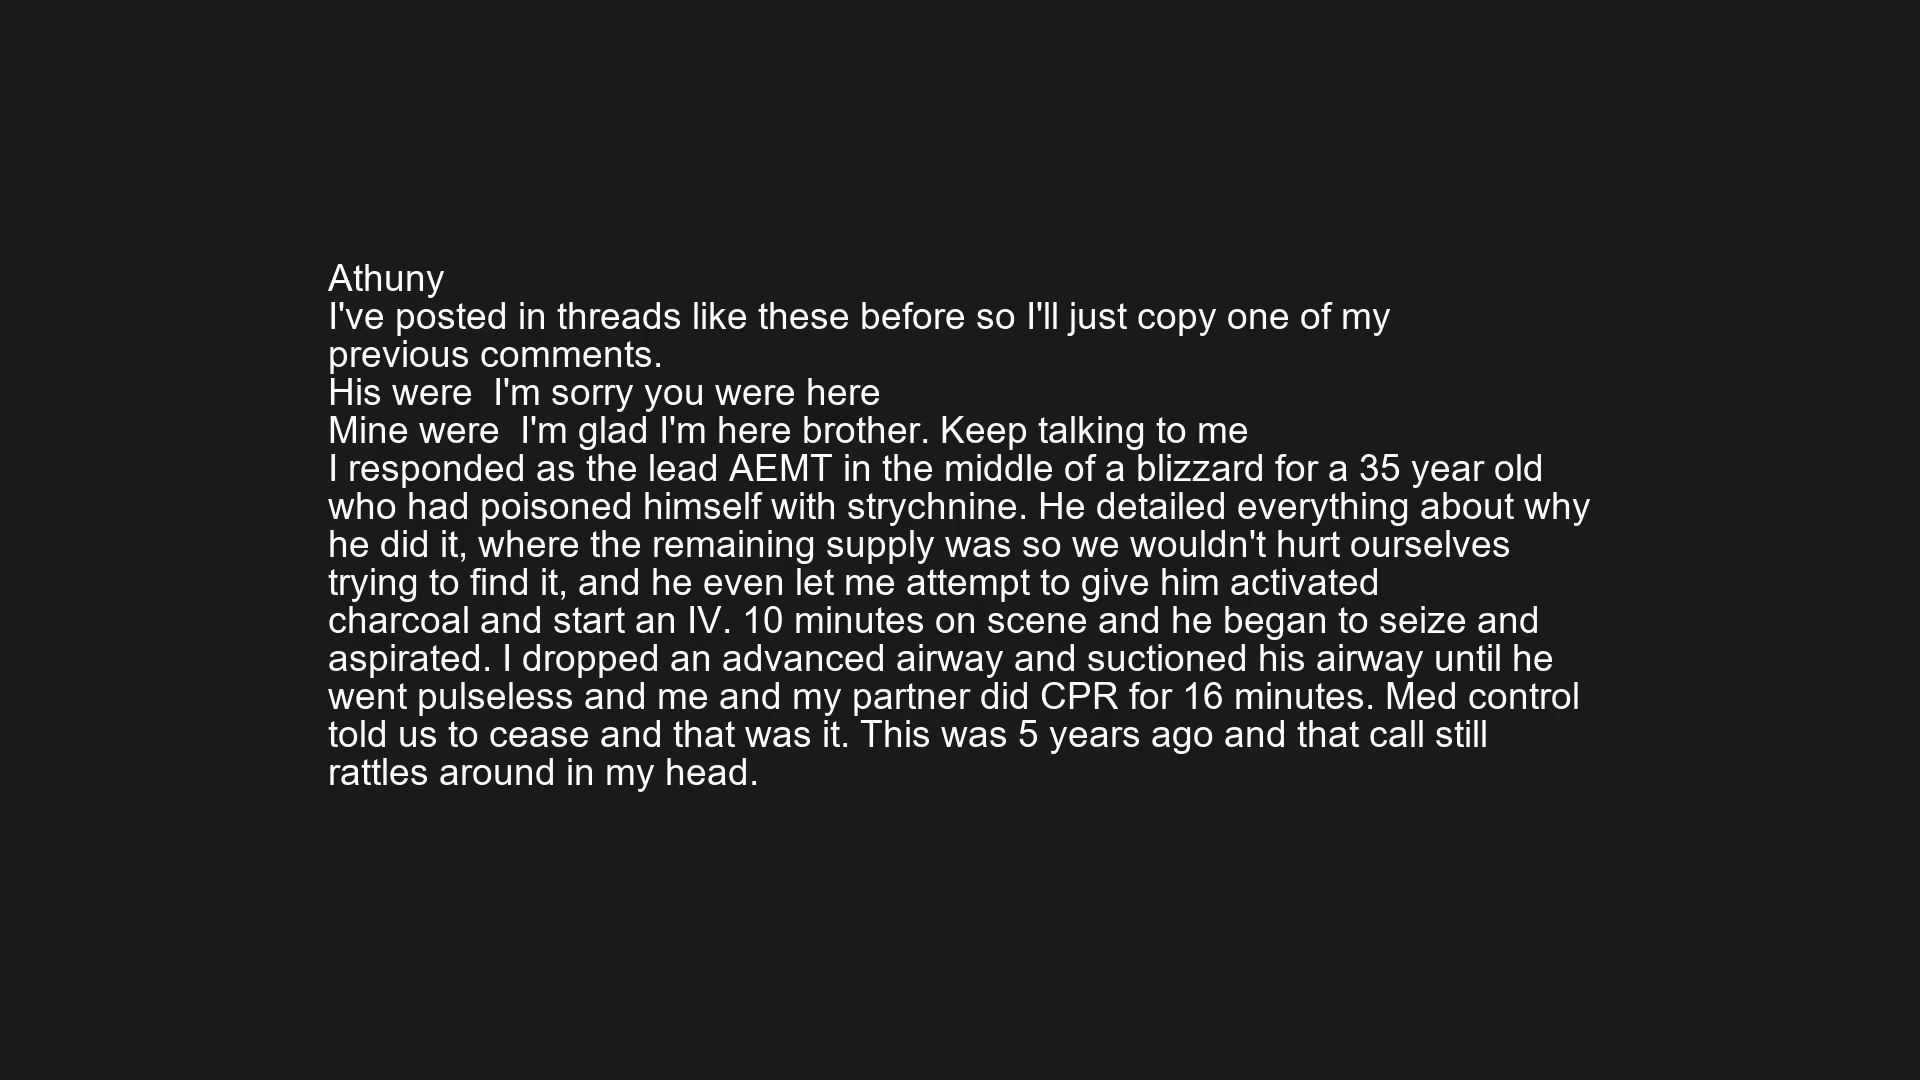 Athuny
I've posted in threads like these before so I'll just copy one of my
previous comments.
His were  I'm sorry you were here
Mine were  I'm glad I'm here brother. Keep talking to me
I responded as the lead AEMT in the middle of a blizzard for a 35 year old
who had poisoned himself with strychnine. He detailed everything about why
he did it, where the remaining supply was so we wouldn't hurt ourselves
trying to find it, and he even let me attempt to give him activated
charcoal and start an IV. 10 minutes on scene and he began to seize and
aspirated. I dropped an advanced airway and suctioned his airway until he
went pulseless and me and my partner did CPR for 16 minutes. Med control
told us to cease and that was it. This was 5 years ago and that call still
rattles around in my head.